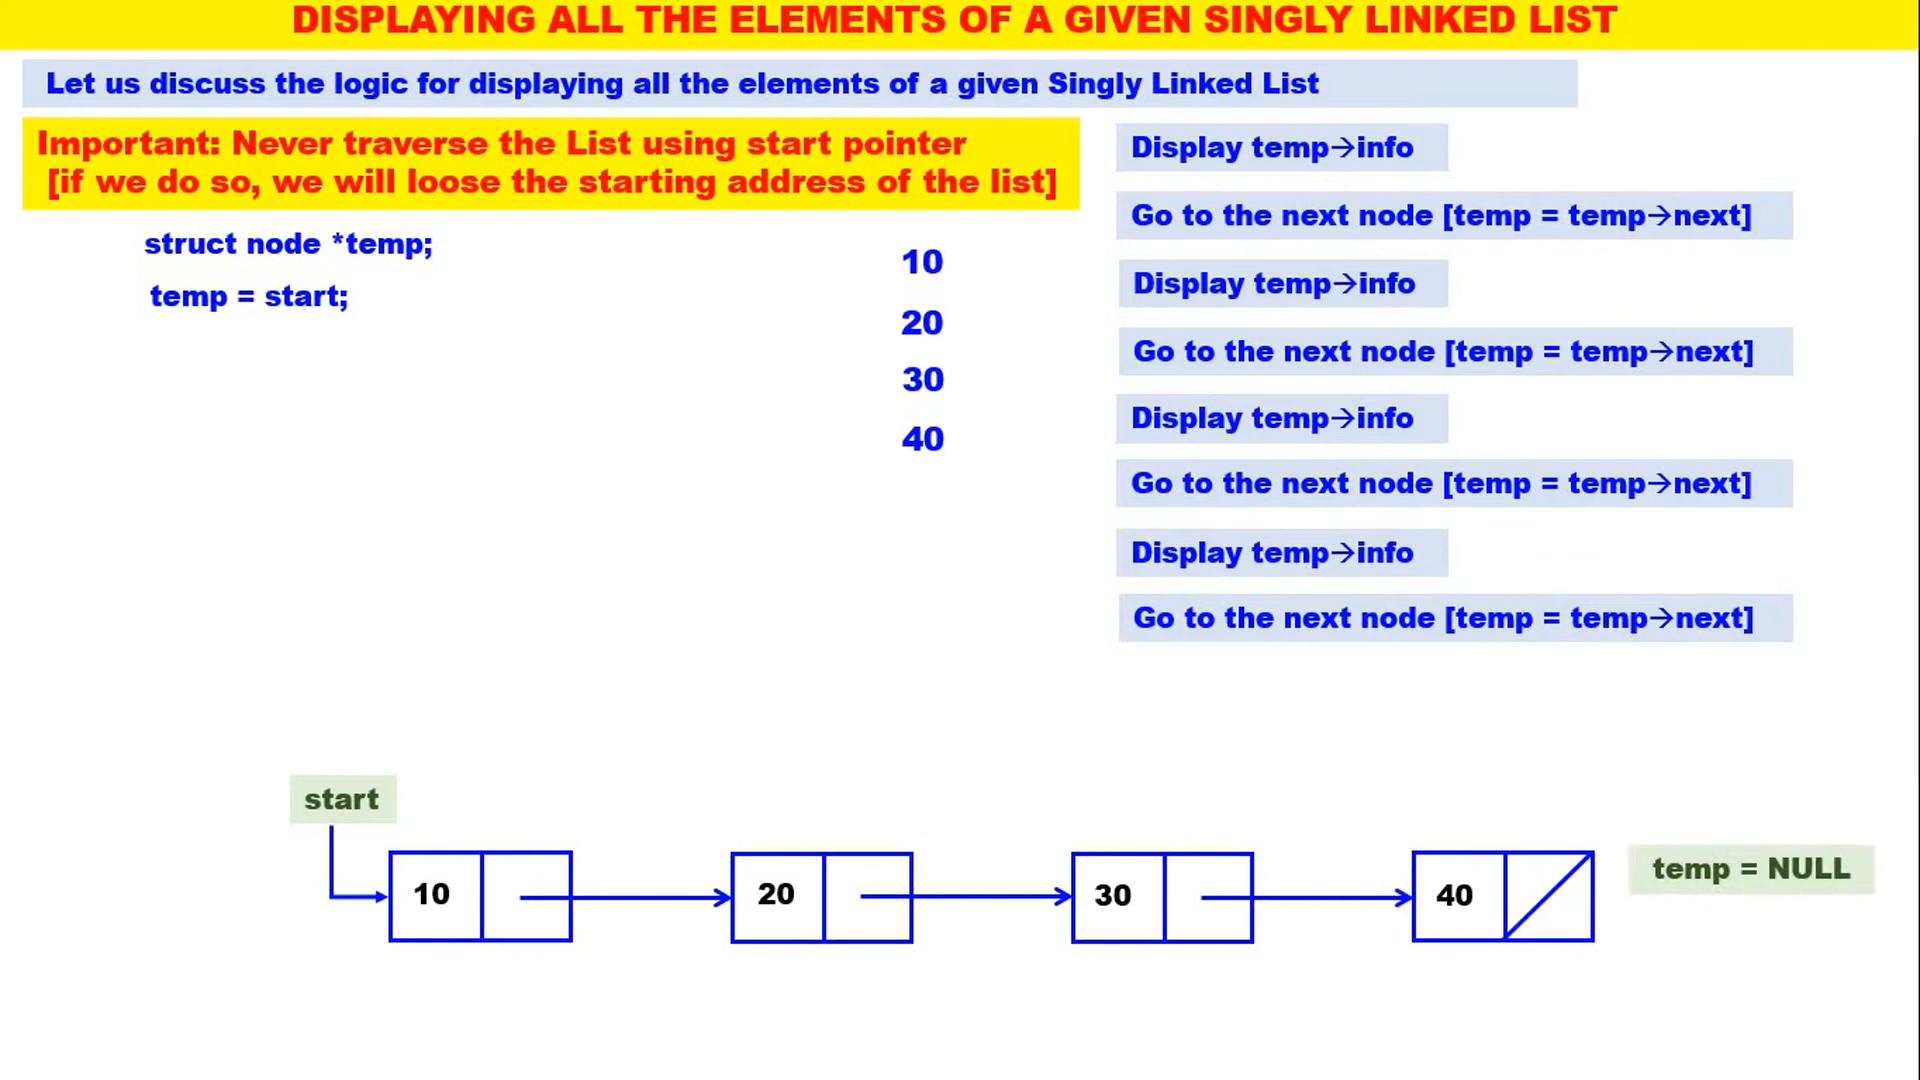 DISPLAYING ALL THE ELEMENTS OF A GIVEN SINGLY LINKED LIST
Let us discuss the logic for displaying all the elements of a given Singly Linked List
Important: Never traverse the List using start pointer
[if we do so, we will loose the starting address of the list]
struct node *temp;
temp = start;
10
20
30
40
Display temp→info
Go to the next node [temp = temp→next]
Display temp→info
Go to the next node [temp = temp→next]
Display temp→info
Go to the next node [temp = temp→next]
Display temp→info
Go to the next node [temp = temp→next]
start
10
20
30
40
temp = NULL